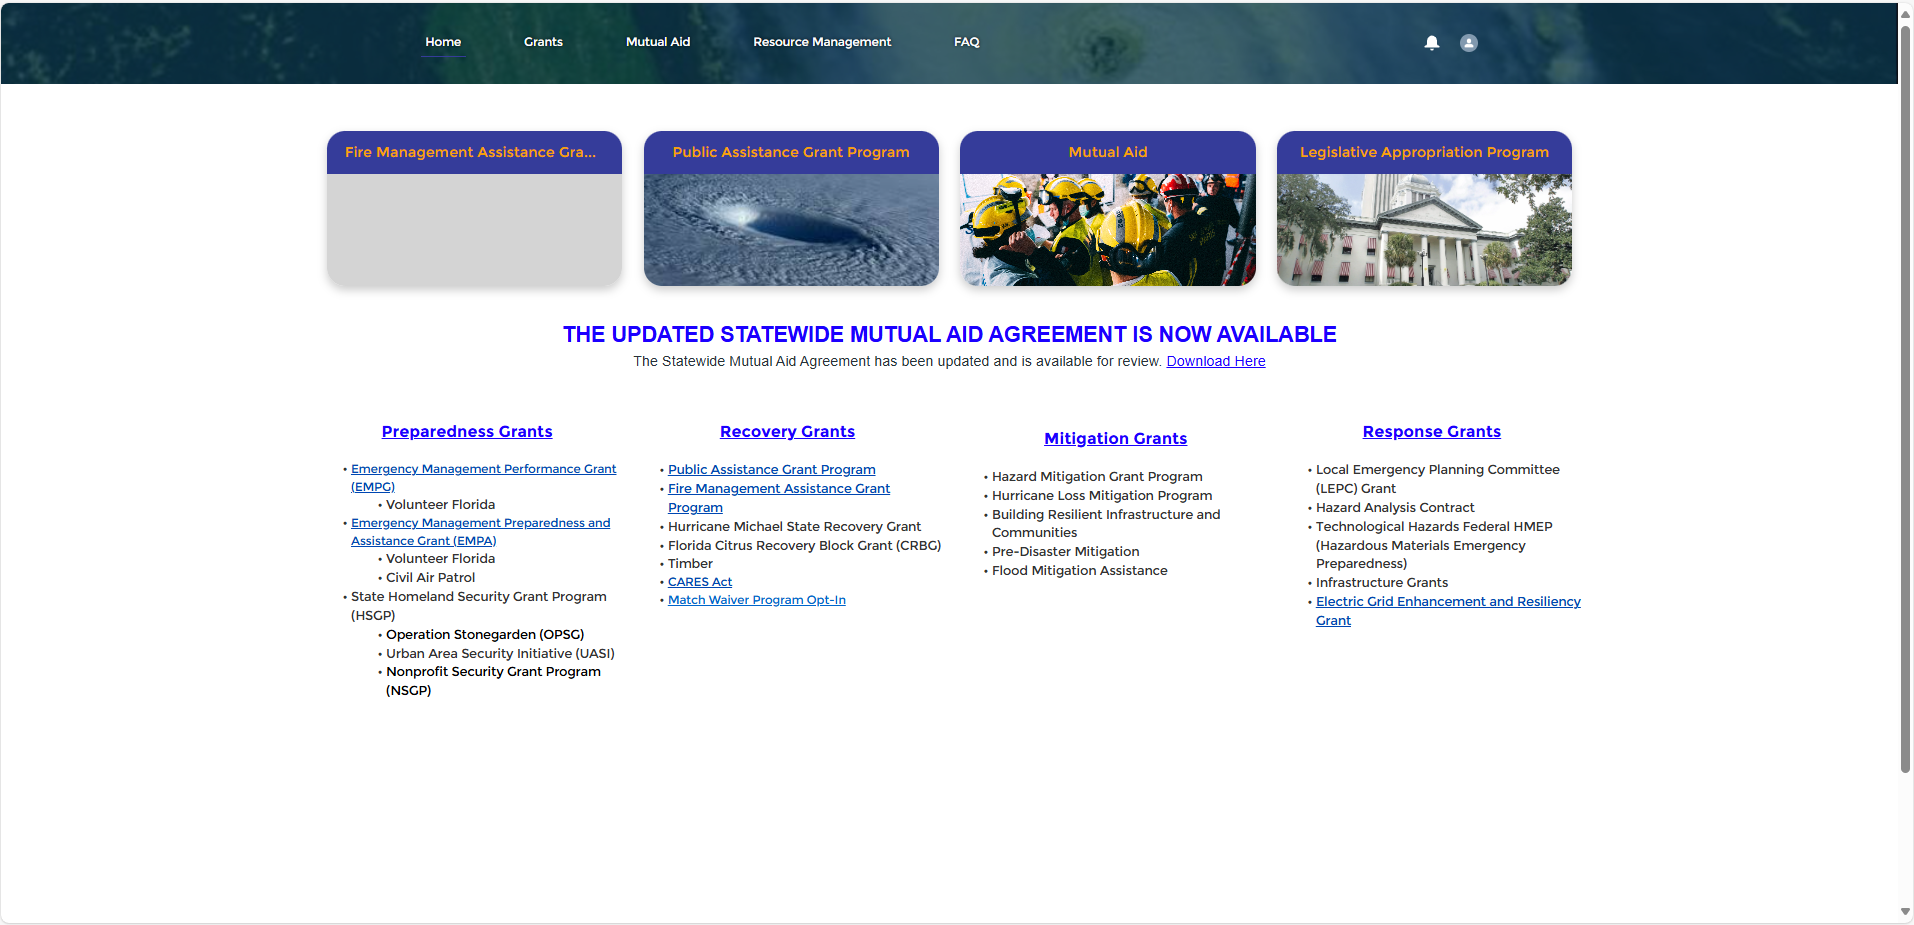 Home
Grants
Mutual Aid
Resource Management
FAQ
Fire Management Assistance Gra...
Public Assistance Grant Program
Mutual Aid
Legislative Appropriation Program
THE UPDATED STATEWIDE MUTUAL AID AGREEMENT IS NOW AVAILABLE
The Statewide Mutual Aid Agreement has been updated and is available for review. Download Here
Preparedness Grants
• Emergency Management Performance Grant
(EMPG)
• Volunteer Florida
• Emergency Management Preparedness and
Assistance Grant (EMPA)
• Volunteer Florida
• Civil Air Patrol
• State Homeland Security Grant Program
(HSGP)
• Operation Stonegarden (OPSG)
• Urban Area Security Initiative (UASI)
• Nonprofit Security Grant Program
(NSGP)
Recovery Grants
• Public Assistance Grant Program
• Fire Management Assistance Grant
Program
• Hurricane Michael State Recovery Grant
• Florida Citrus Recovery Block Grant (CRBG)
• Timber
• CARES Act
• Match Waiver Program Opt-In
Mitigation Grants
• Hazard Mitigation Grant Program
• Hurricane Loss Mitigation Program
• Building Resilient Infrastructure and
Communities
• Pre-Disaster Mitigation
• Flood Mitigation Assistance
Response Grants
• Local Emergency Planning Committee
(LEPC) Grant
• Hazard Analysis Contract
• Technological Hazards Federal HMEP
(Hazardous Materials Emergency
Preparedness)
• Infrastructure Grants
• Electric Grid Enhancement and Resiliency
Grant